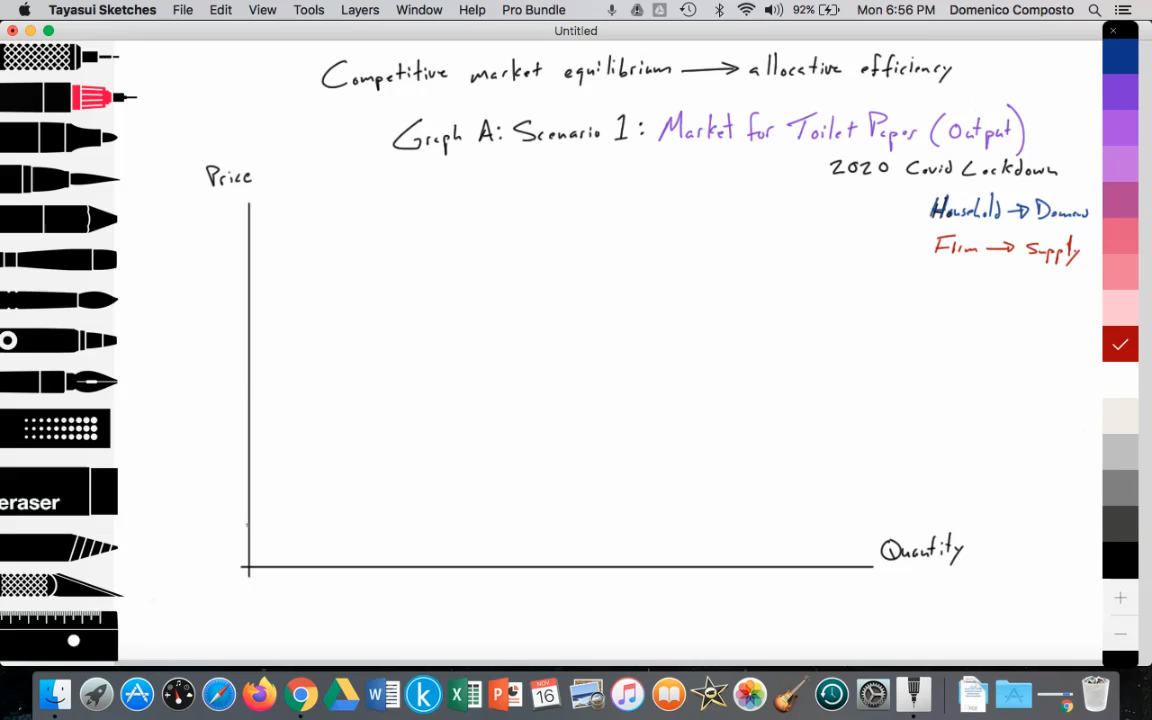 Tayasui Sketches File Edit View Tools Layers Window Help Pro Bundle 92% Mon 6:56 PM Domenico Composto
Untitled
Competitive market equilibrium → allocative efficiency
Graph A: Scenario 1: Market for Toilet Paper (Output)
2020 Covid Lockdown
Price
Household → Demand
Firm → Supply
eraser
Quantity
NOV
16